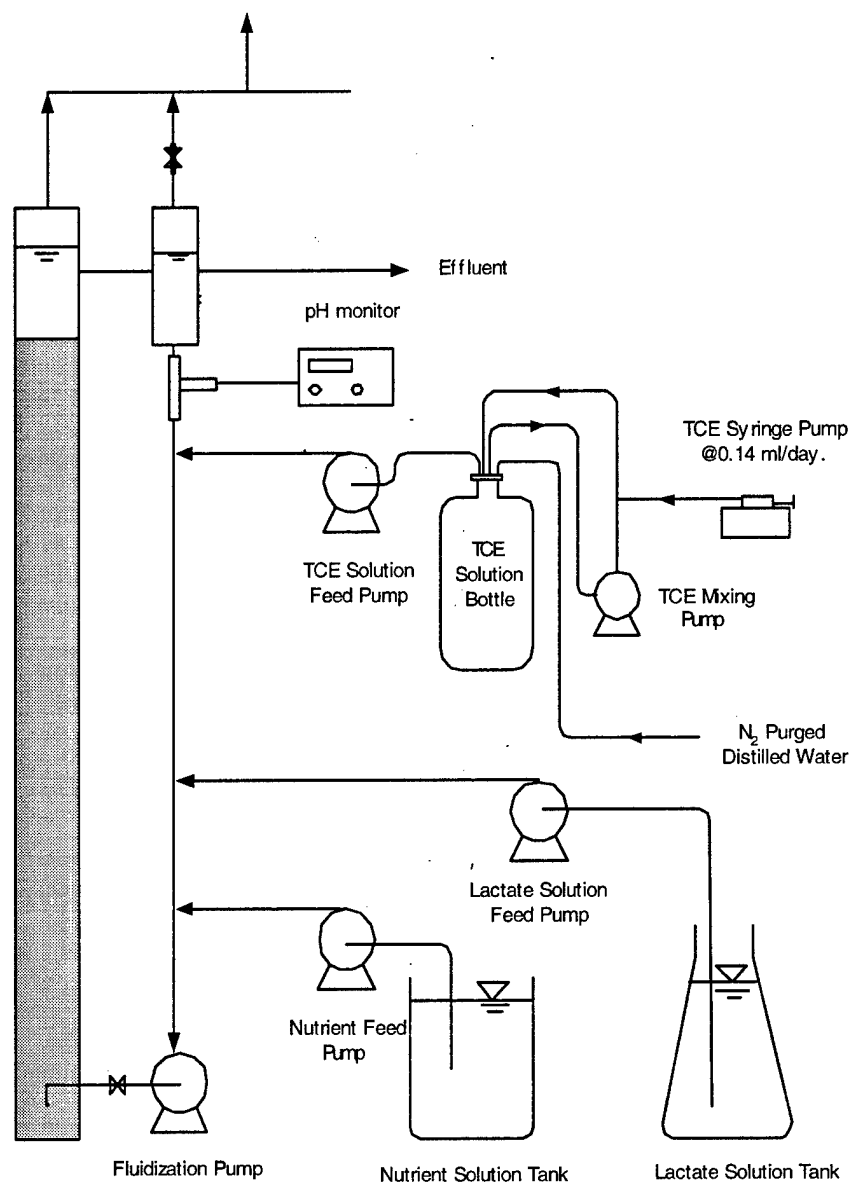 Effluent
pH monitor
TCE Syringe Pump
@0.14 ml/day.
TCE
Solution
Bottle
TCE Solution
Feed Pump
TCE Mixing
Pump
N2 Purged
Distilled Water
Lactate Solution
Feed Pump
Nutrient Feed
Pump
Fluidization Pump
Nutrient Solution Tank
Lactate Solution Tank